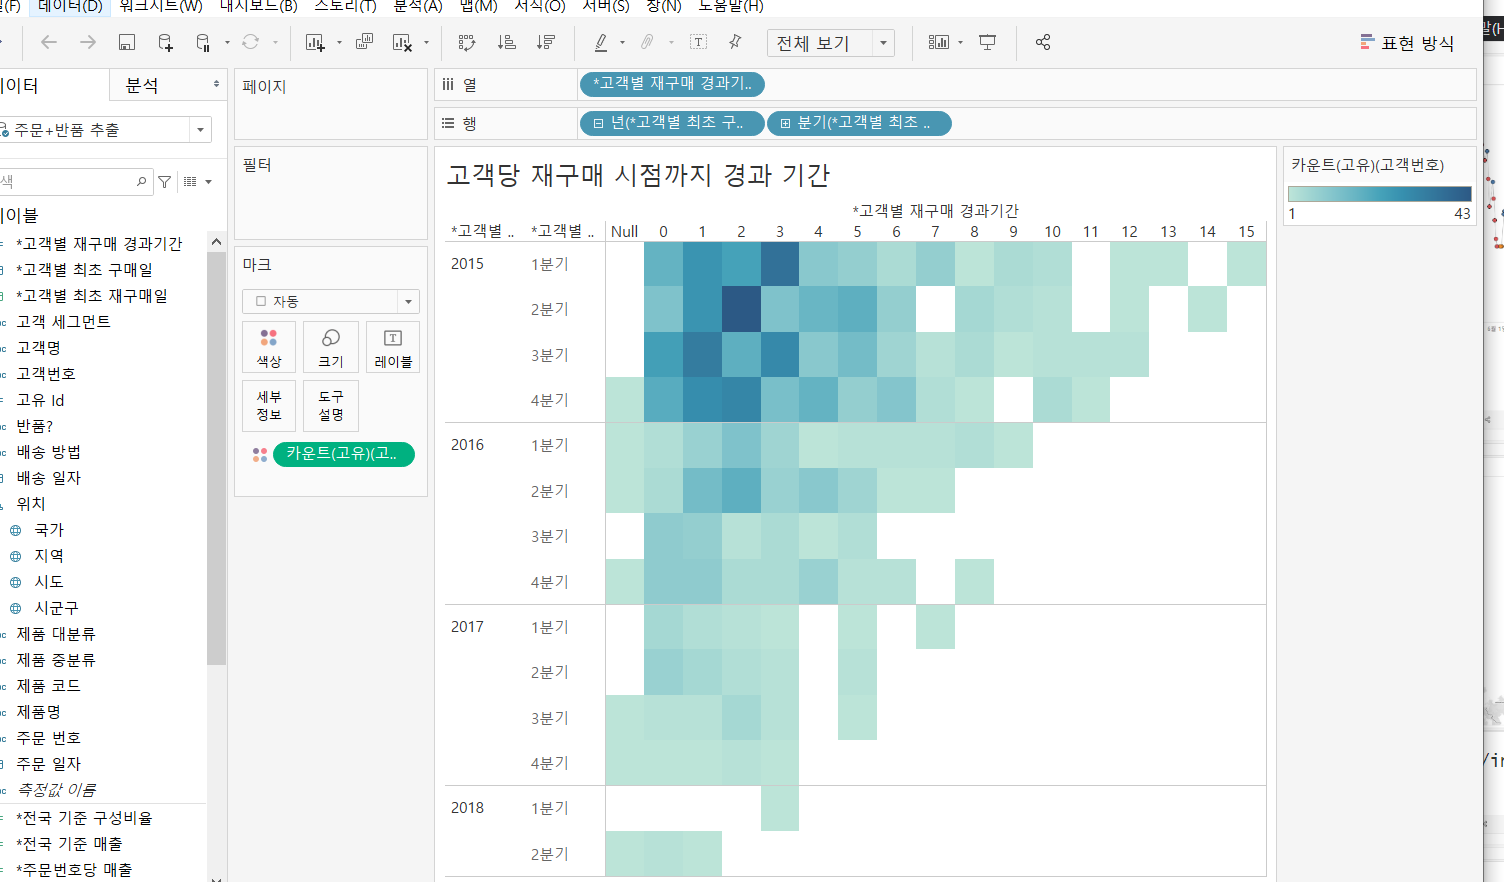 데이터(D) 워크시트(W) 대시보드(B) 스토리(T) 분석(A) 맵(M) 서식(O) 서버(S) 창(N) 도움말(H)
전체 보기
표현 방식
이터 분석
주문+반품 추출
색
이블
*고객별 재구매 경과기간
*고객별 최초 구매일
*고객별 최초 재구매일
고객 세그먼트
고객명
고객번호
고유 Id
반품?
배송 방법
배송 일자
위치
국가
지역
시도
시군구
제품 대분류
제품 중분류
제품 코드
제품명
주문 번호
주문 일자
측정값 이름
*전국 기준 구성비율
*전국 기준 매출
*주문번호당 매출
페이지
필터
마크
자동
색상 크기 레이블
세부 정보
도구 설명
카운트(고유)(고..
열 *고객별 재구매 경과기..
행 년(*고객별 최초 구.. 분기(*고객별 최초 ..
고객당 재구매 시점까지 경과 기간
*고객별 재구매 경과기간
*고객별 .. *고객별 .. Null 0 1 2 3 4 5 6 7 8 9 10 11 12 13 14 15
2015 1분기
2분기
3분기
4분기
2016 1분기
2분기
3분기
4분기
2017 1분기
2분기
3분기
4분기
2018 1분기
2분기
카운트(고유)(고객번호)
1 43